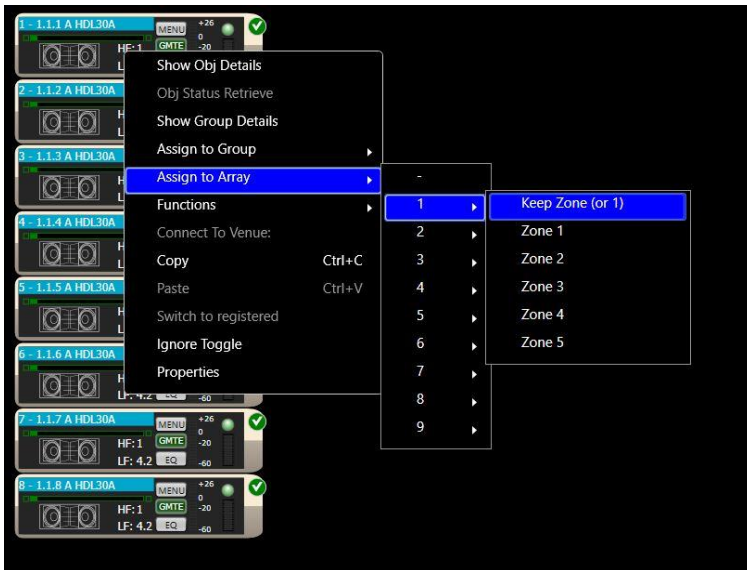 1 - 1.1.1 A HDL30A
MENU +26
0
HF: 1 GMTE -20
L
2 - 1.1.2 A HDL30A
H
L
3 - 1.1.3 A HDL30A
H
L
4 - 1.1.4 A HDL30A
H
L
5 - 1.1.5 A HDL30A
H
L
6 - 1.1.6 A HDL30A
H
LF: 4.2 EQ -60
7 - 1.1.7 A HDL30A
MENU +26
0
HF: 1 GMTE -20
LF: 4.2 EQ -60
8 - 1.1.8 A HDL30A
MENU +26
0
HF: 1 GMTE -20
LF: 4.2 EQ -60
Show Obj Details
Obj Status Retrieve
Show Group Details
Assign to Group
Assign to Array
Functions
Connect To Venue:
Copy Ctrl+C
Paste Ctrl+V
Switch to registered
Ignore Toggle
Properties
-
1
2
3
4
5
6
7
8
9
Keep Zone (or 1)
Zone 1
Zone 2
Zone 3
Zone 4
Zone 5